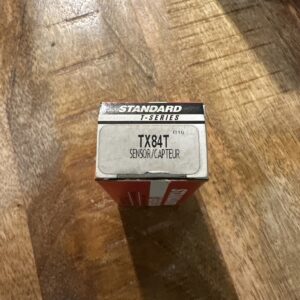 STANDARD
T-SERIES
TX84T
SENSOR/CAPTEUR